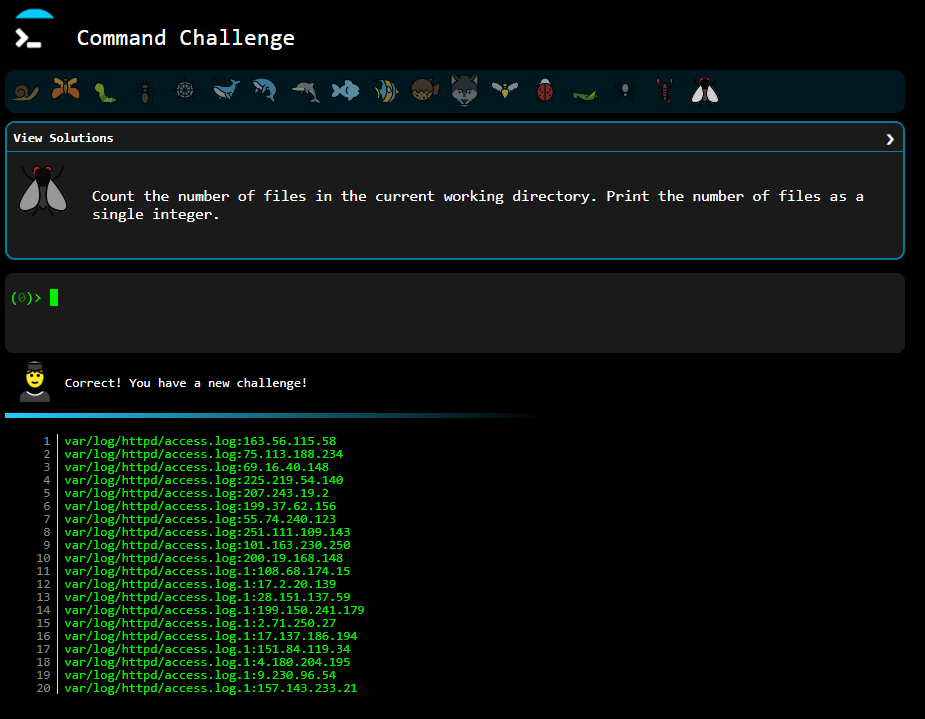 Command Challenge
View Solutions
Count the number of files in the current working directory. Print the number of files as a
single integer.
(0)>
Correct! You have a new challenge!
1 var/log/httpd/access.log:163.56.115.58
2 var/log/httpd/access.log:75.113.188.234
3 var/log/httpd/access.log:69.16.40.148
4 var/log/httpd/access.log:225.219.54.140
5 var/log/httpd/access.log:207.243.19.2
6 var/log/httpd/access.log:199.37.62.156
7 var/log/httpd/access.log:55.74.240.123
8 var/log/httpd/access.log:251.111.109.143
9 var/log/httpd/access.log:101.163.230.250
10 var/log/httpd/access.log:200.19.168.148
11 var/log/httpd/access.log.1:108.68.174.15
12 var/log/httpd/access.log.1:17.2.20.139
13 var/log/httpd/access.log.1:28.151.137.59
14 var/log/httpd/access.log.1:199.150.241.179
15 var/log/httpd/access.log.1:2.71.250.27
16 var/log/httpd/access.log.1:17.137.186.194
17 var/log/httpd/access.log.1:151.84.119.34
18 var/log/httpd/access.log.1:4.180.204.195
19 var/log/httpd/access.log.1:9.230.96.54
20 var/log/httpd/access.log.1:157.143.233.21